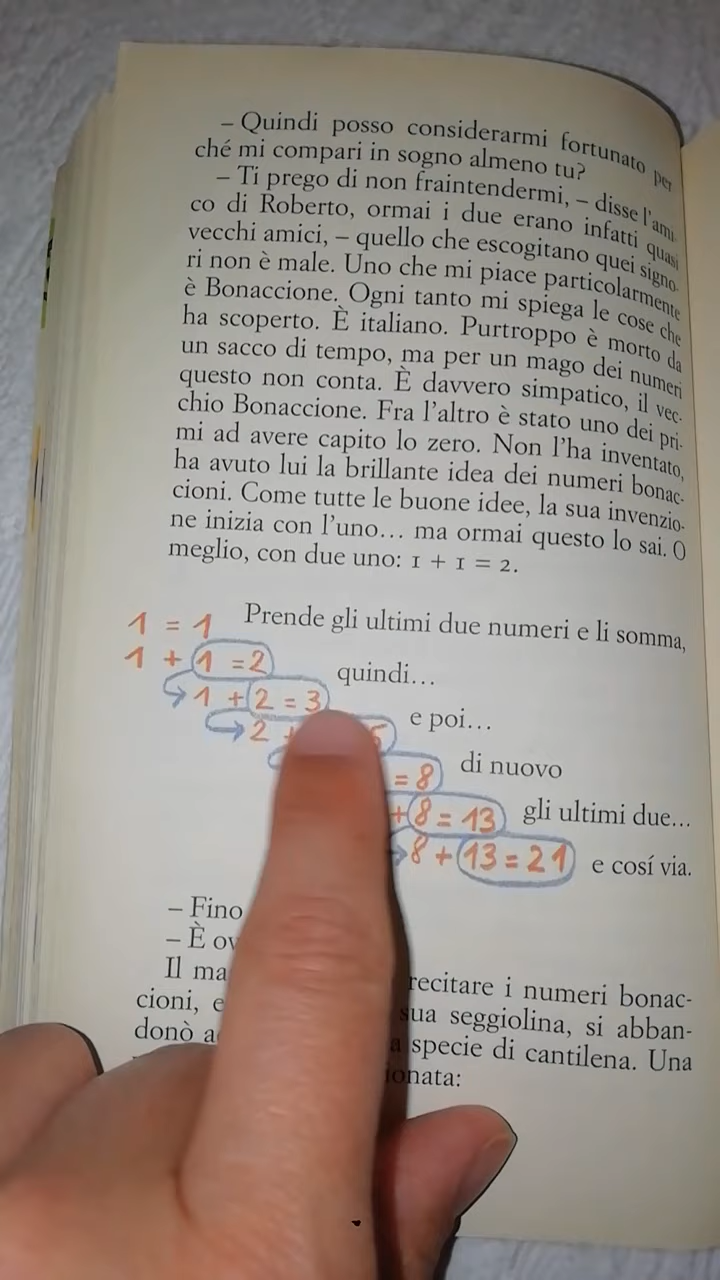 – Quindi posso considerarmi fortunato per
ché mi compari in sogno almeno tu?
– Ti prego di non fraintendermi, – disse l'ami
co di Roberto, ormai i due erano infatti quasi
vecchi amici, – quello che escogitano quei signo-
ri non è male. Uno che mi piace particolarmente
è Bonaccione. Ogni tanto mi spiega le cose che
ha scoperto. È italiano. Purtroppo è morto da
un sacco di tempo, ma per un mago dei numeri
questo non conta. È davvero simpatico, il vec-
chio Bonaccione. Fra l'altro è stato uno dei pri-
mi ad avere capito lo zero. Non l'ha inventato,
ha avuto lui la brillante idea dei numeri bonac-
cioni. Come tutte le buone idee, la sua invenzio-
ne inizia con l'uno... ma ormai questo lo sai. O
meglio, con due uno: 1 + 1 = 2.
1 = 1 Prende gli ultimi due numeri e li somma,
1 + 1 = 2 quindi...
1 + 2 = 3 e poi...
2 5 di nuovo
= 8 gli ultimi due...
+ 8 = 13
8 + 13 = 21 e cosí via.
– Fino
– È
Il recitare i numeri bonac-
cioni, sua seggiolina, si abban-
donò specie di cantilena. Una